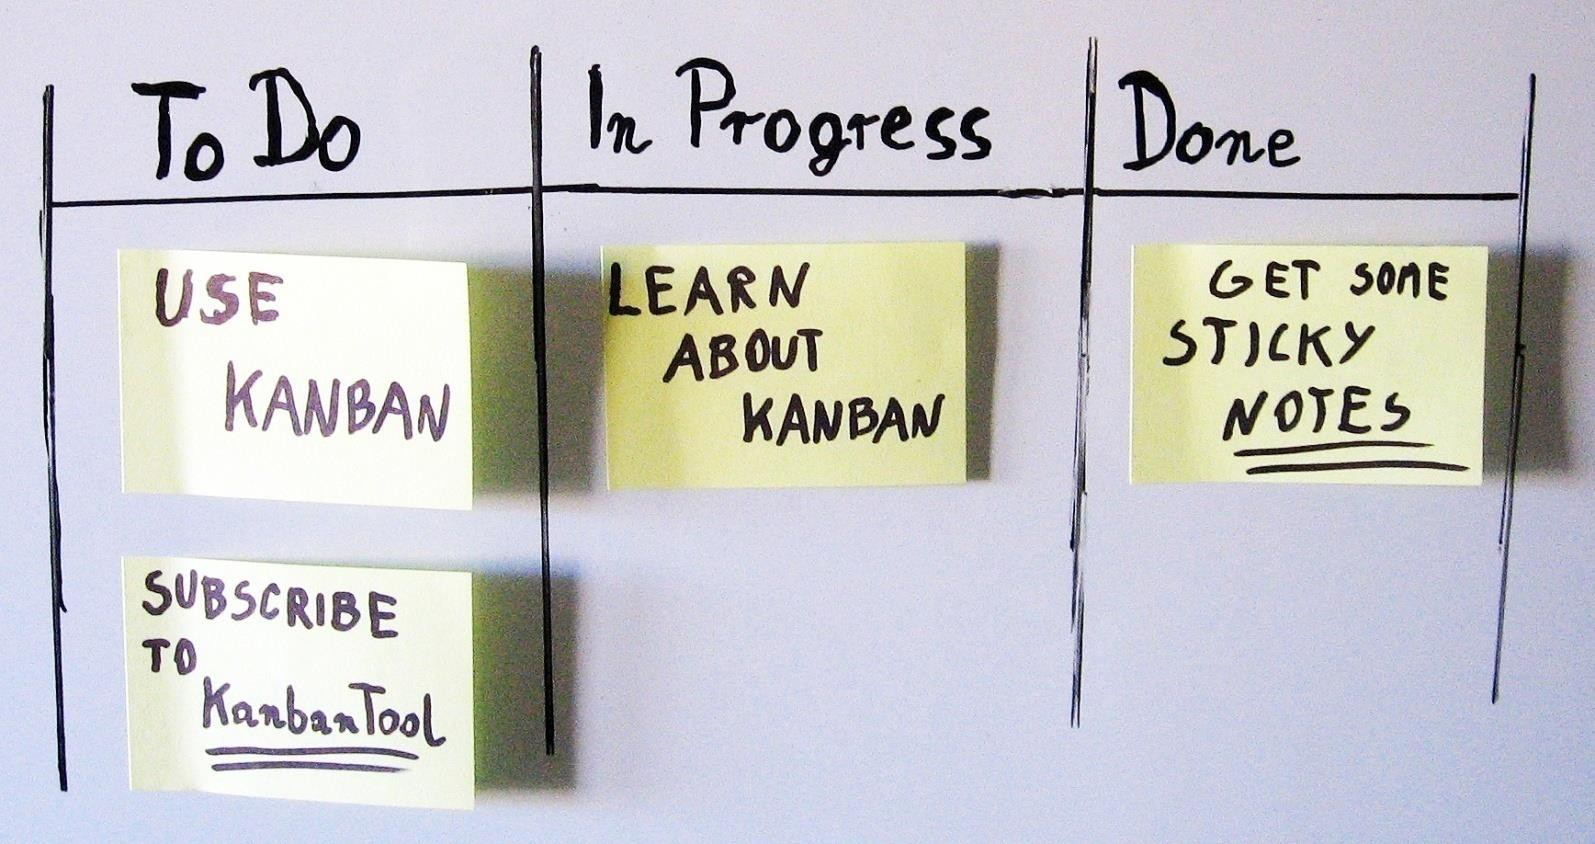 To Do
In Progress
Done
USE
KANBAN
SUBSCRIBE
TO
KanbanTool
LEARN
ABOUT
KANBAN
GET SOME
STICKY
NOTES